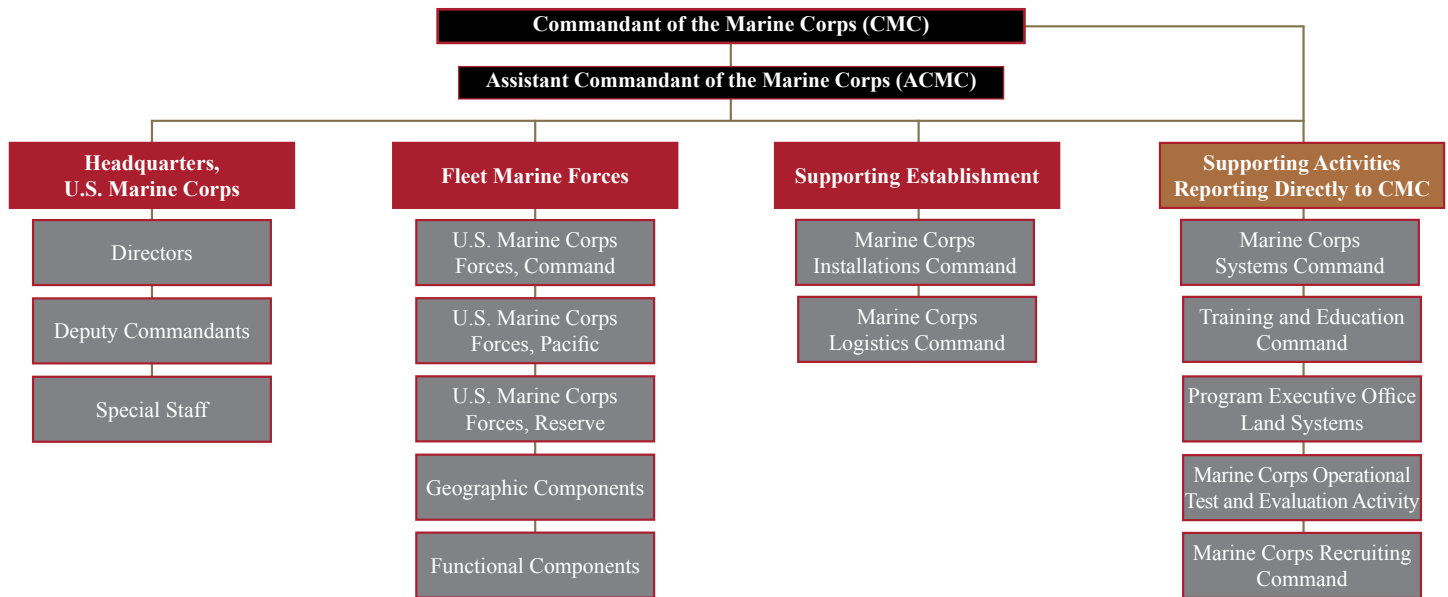 Commandant of the Marine Corps (CMC)
Assistant Commandant of the Marine Corps (ACMC)
Headquarters,
U.S. Marine Corps
Directors
Deputy Commandants
Special Staff
Fleet Marine Forces
U.S. Marine Corps
Forces, Command
U.S. Marine Corps
Forces, Pacific
U.S. Marine Corps
Forces, Reserve
Geographic Components
Functional Components
Supporting Establishment
Marine Corps
Installations Command
Marine Corps
Logistics Command
Supporting Activities
Reporting Directly to CMC
Marine Corps
Systems Command
Training and Education
Command
Program Executive Office
Land Systems
Marine Corps Operational
Test and Evaluation Activity
Marine Corps Recruiting
Command